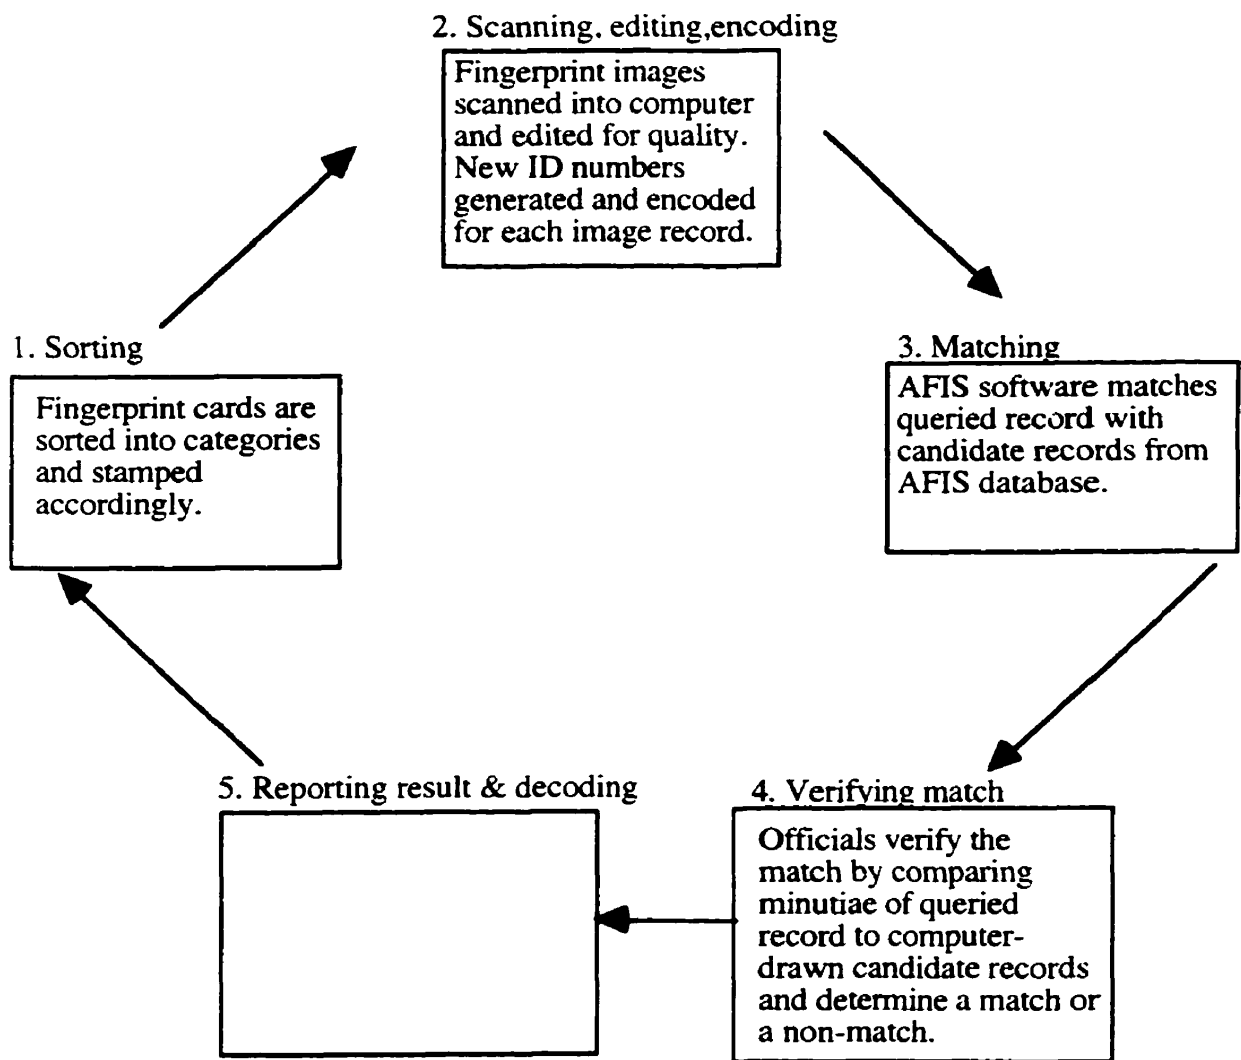 2. Scanning, editing,encoding
Fingerprint images
scanned into computer
and edited for quality.
New ID numbers
generated and encoded
for each image record.
1. Sorting
Fingerprint cards are
sorted into categories
and stamped
accordingly.
3. Matching
AFIS software matches
queried record with
candidate records from
AFIS database.
4. Verifying match
Officials verify the
match by comparing
minutiae of queried
record to computer-
drawn candidate records
and determine a match or
a non-match.
5. Reporting result & decoding